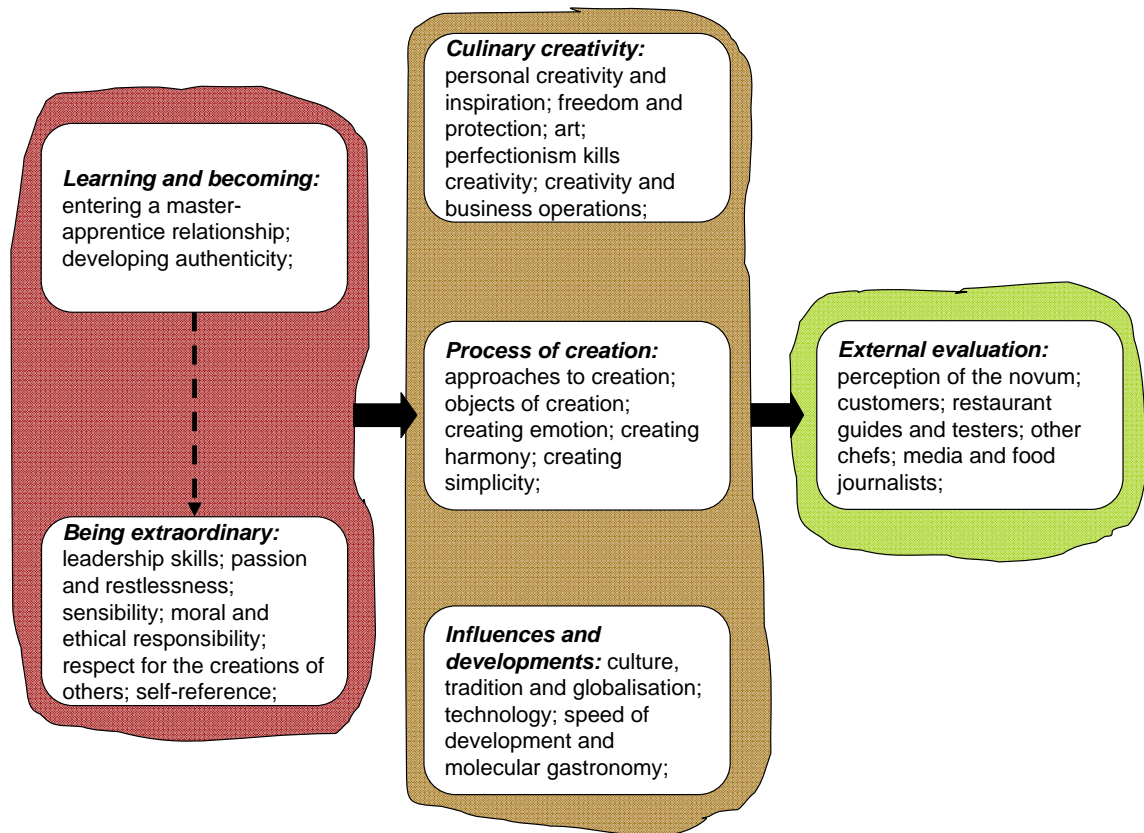 Learning and becoming:
entering a master-
apprentice relationship;
developing authenticity;
Being extraordinary:
leadership skills; passion
and restlessness;
sensibility; moral and
ethical responsibility;
respect for the creations of
others; self-reference;
Culinary creativity:
personal creativity and
inspiration; freedom and
protection; art;
perfectionism kills
creativity; creativity and
business operations;
Process of creation:
approaches to creation;
objects of creation;
creating emotion; creating
harmony; creating
simplicity;
Influences and
developments: culture,
tradition and globalisation;
technology; speed of
development and
molecular gastronomy;
External evaluation:
perception of the novum;
customers; restaurant
guides and testers; other
chefs; media and food
journalists;